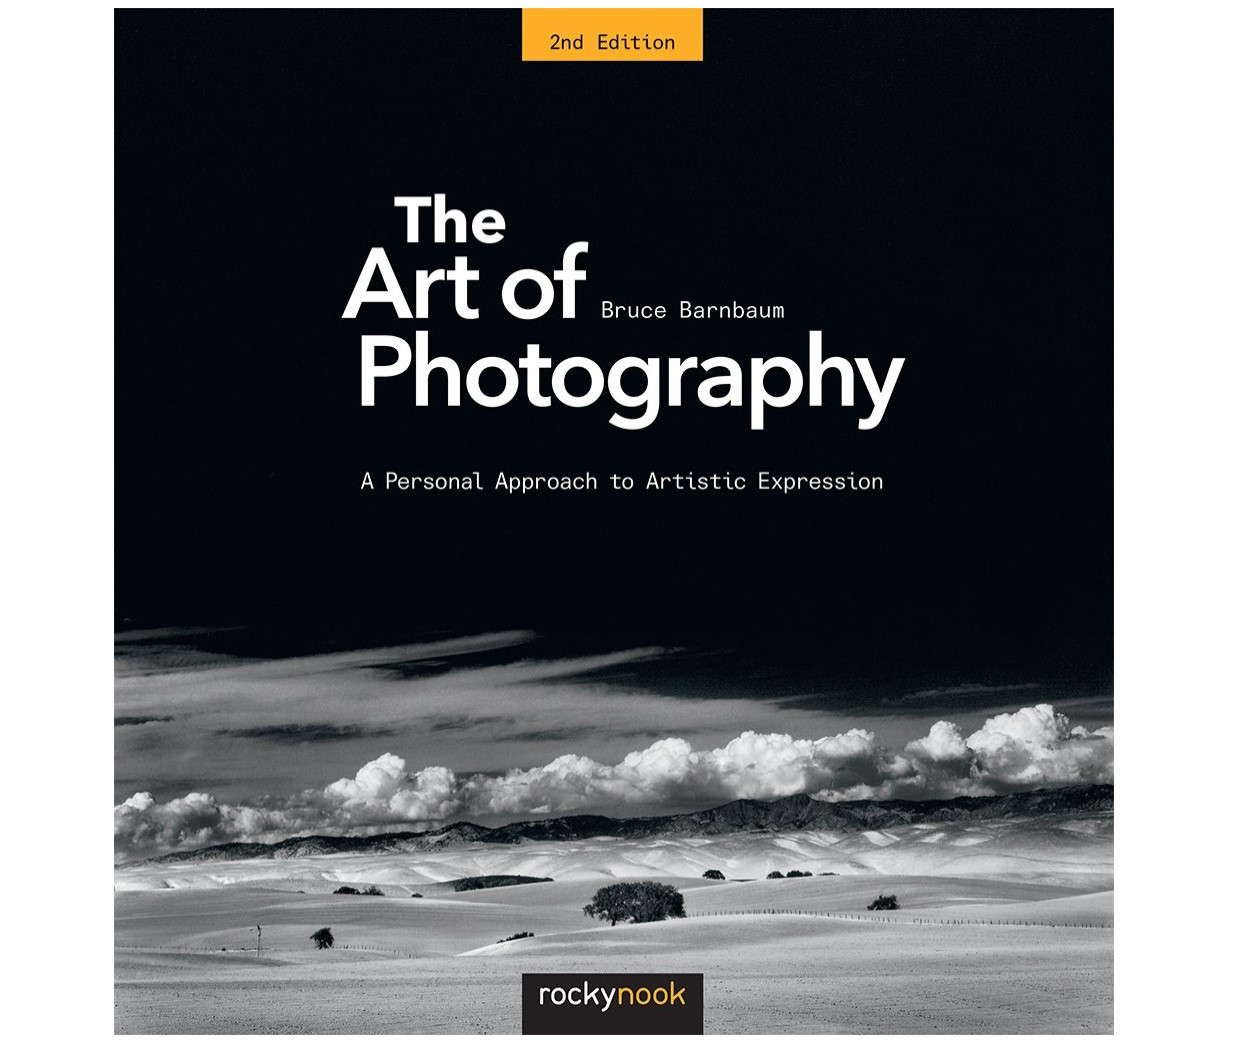 2nd Edition
The
Art of Bruce Barnbaum
Photography
A Personal Approach to Artistic Expression
rockynook